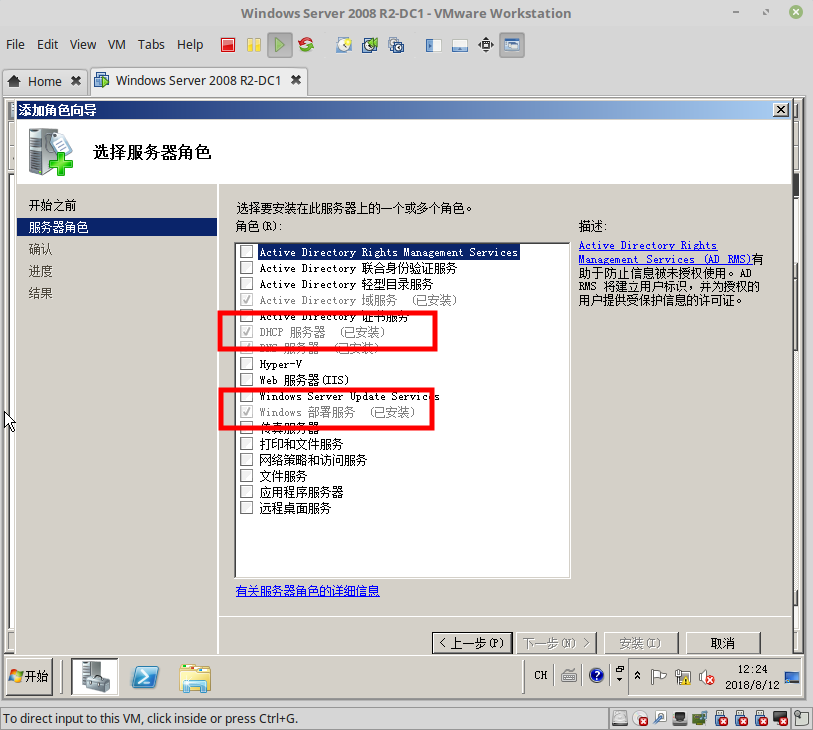 Windows Server 2008 R2-DC1 - VMware Workstation
File Edit View VM Tabs Help
Home Windows Server 2008 R2-DC1
添加角色向导
选择服务器角色
开始之前
服务器角色
确认
进度
结果
选择要安装在此服务器上的一个或多个角色。
角色(R):
Active Directory Rights Management Services
Active Directory 联合身份验证服务
Active Directory 轻型目录服务
Active Directory 域服务 (已安装)
Active Directory 证书服务
DHCP 服务器 (已安装)
DNS 服务器 (已安装)
Hyper-V
Web 服务器(IIS)
Windows Server Update Services
Windows 部署服务 (已安装)
传真服务器
打印和文件服务
网络策略和访问服务
文件服务
应用程序服务器
远程桌面服务
有关服务器角色的详细信息
描述:
Active Directory Rights
Management Services (AD RMS)有
助于防止信息被未授权使用。AD
RMS 将建立用户标识，并为授权的
用户提供受保护信息的许可证。
< 上一步(P) 下一步(N) > 安装(I) 取消
开始 CH 12:24
2018/8/12
To direct input to this VM, click inside or press Ctrl+G.